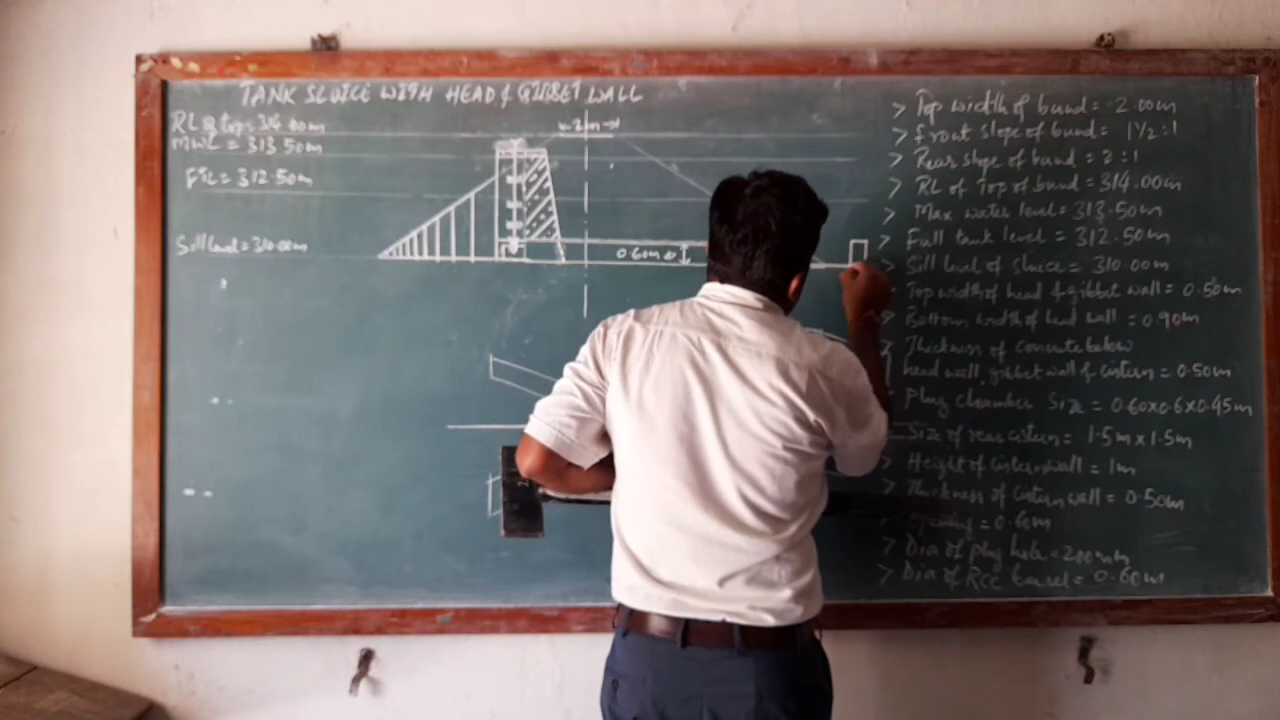 TANK SLUICE WITH HEAD & GIBBET WALL
RL @ top = 314.00m
MWL = 313.50m
FTL = 312.50m
Sill level = 310.00m
2m
0.60m
> Top width of bund = 2.00m
> Front slope of bund = 1½:1
> Rear slope of bund = 2:1
> RL of Top of bund = 314.00m
> Max water level = 313.50m
> Full tank level = 312.50m
> Sill level of sluice = 310.00m
Top width of head & gibbet wall = 0.50m
> Bottom width of head wall = 0.90m
> Thickness of concrete below
head wall, gibbet wall & cistern = 0.50m
Plug chamber Size = 0.60x0.6x0.45m
Size of rear cistern = 1.5m x 1.5m
> Height of cistern wall = 1m
> Thickness of cistern wall = 0.50m
= 0.60m
> Dia of plug hole = 200mm
> Dia of RCC barrel = 0.60m